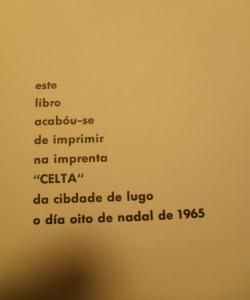 este
libro
acabóu-se
de imprimir
na imprenta
“CELTA“
da cibdade de lugo
o día oito de nadal de 1965